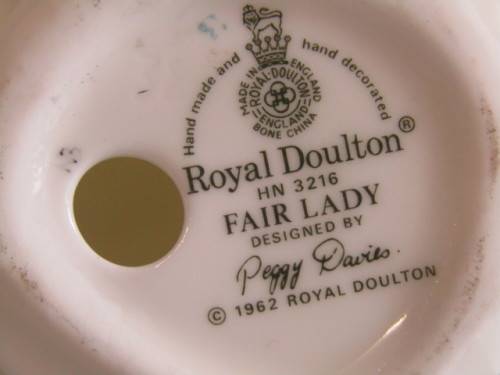 Hand made and hand decorated
MADE IN ENGLAND
ROYAL·DOULTON
ENGLAND
BONE CHINA
Royal Doulton®
HN 3216
FAIR LADY
DESIGNED BY
Peggy Davies.
© 1962 ROYAL DOULTON